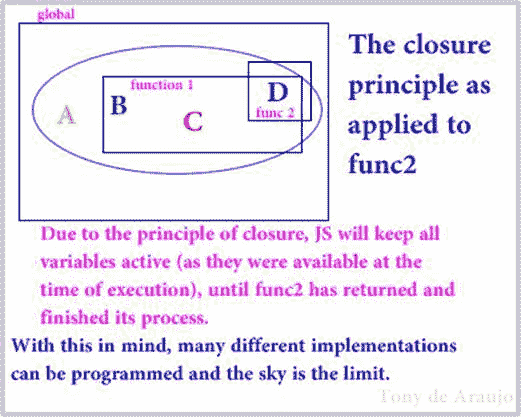 global
The closure
principle as
applied to
func2
function 1
A
B
C
D
func 2
Due to the principle of closure, JS will keep all
variables active (as they were available at the
time of execution), until func2 has returned and
finished its process.
With this in mind, many different implementations
can be programmed and the sky is the limit.
Tony de Araujo